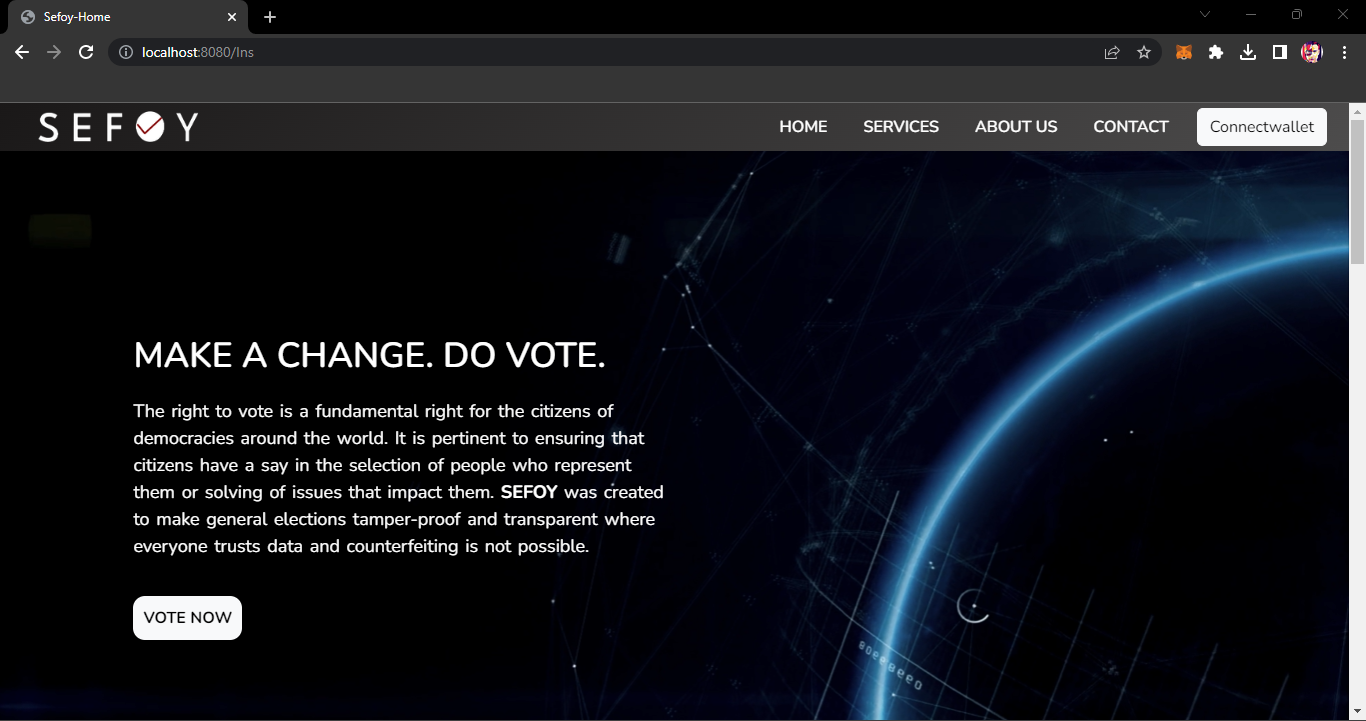 Sefoy-Home
localhost:8080/Ins
SEFOY
HOME SERVICES ABOUT US CONTACT Connectwallet
MAKE A CHANGE. DO VOTE.
The right to vote is a fundamental right for the citizens of
democracies around the world. It is pertinent to ensuring that
citizens have a say in the selection of people who represent
them or solving of issues that impact them. SEFOY was created
to make general elections tamper-proof and transparent where
everyone trusts data and counterfeiting is not possible.
VOTE NOW